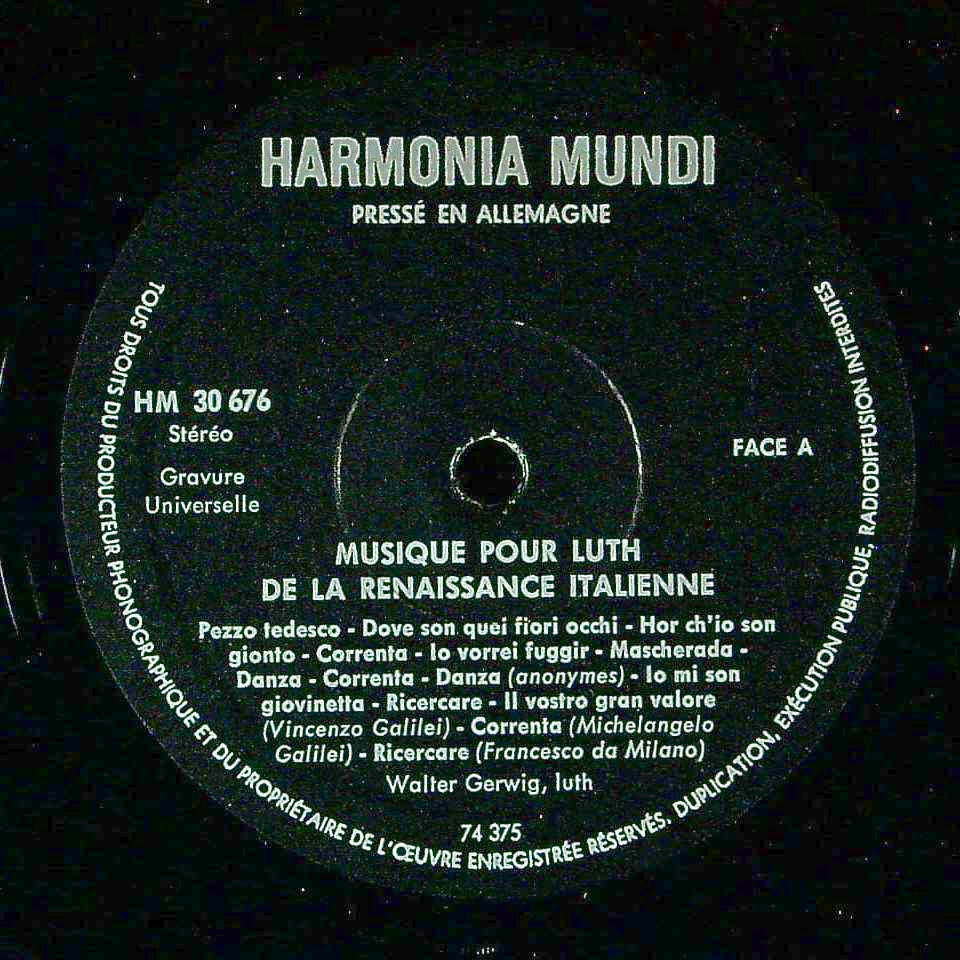 HARMONIA MUNDI
PRESSÉ EN ALLEMAGNE
HM 30 676
Stéréo
Gravure
Universelle
FACE A
MUSIQUE POUR LUTH
DE LA RENAISSANCE ITALIENNE
Pezzo tedesco - Dove son quei fiori occhi - Hor ch'io son
gionto - Correnta - Io vorrei fuggir - Mascherada -
Danza - Correnta - Danza (anonymes) - Io mi son
giovinetta - Ricercare - Il vostro gran valore
(Vincenzo Galilei) - Correnta (Michelangelo
Galilei) - Ricercare (Francesco da Milano)
Walter Gerwig, luth
74 375
TOUS DROITS DU PRODUCTEUR PHONOGRAPHIQUE ET DU PROPRIÉTAIRE DE L'ŒUVRE ENREGISTRÉE RÉSERVÉS. DUPLICATION, EXÉCUTION PUBLIQUE, RADIODIFFUSION INTERDITES